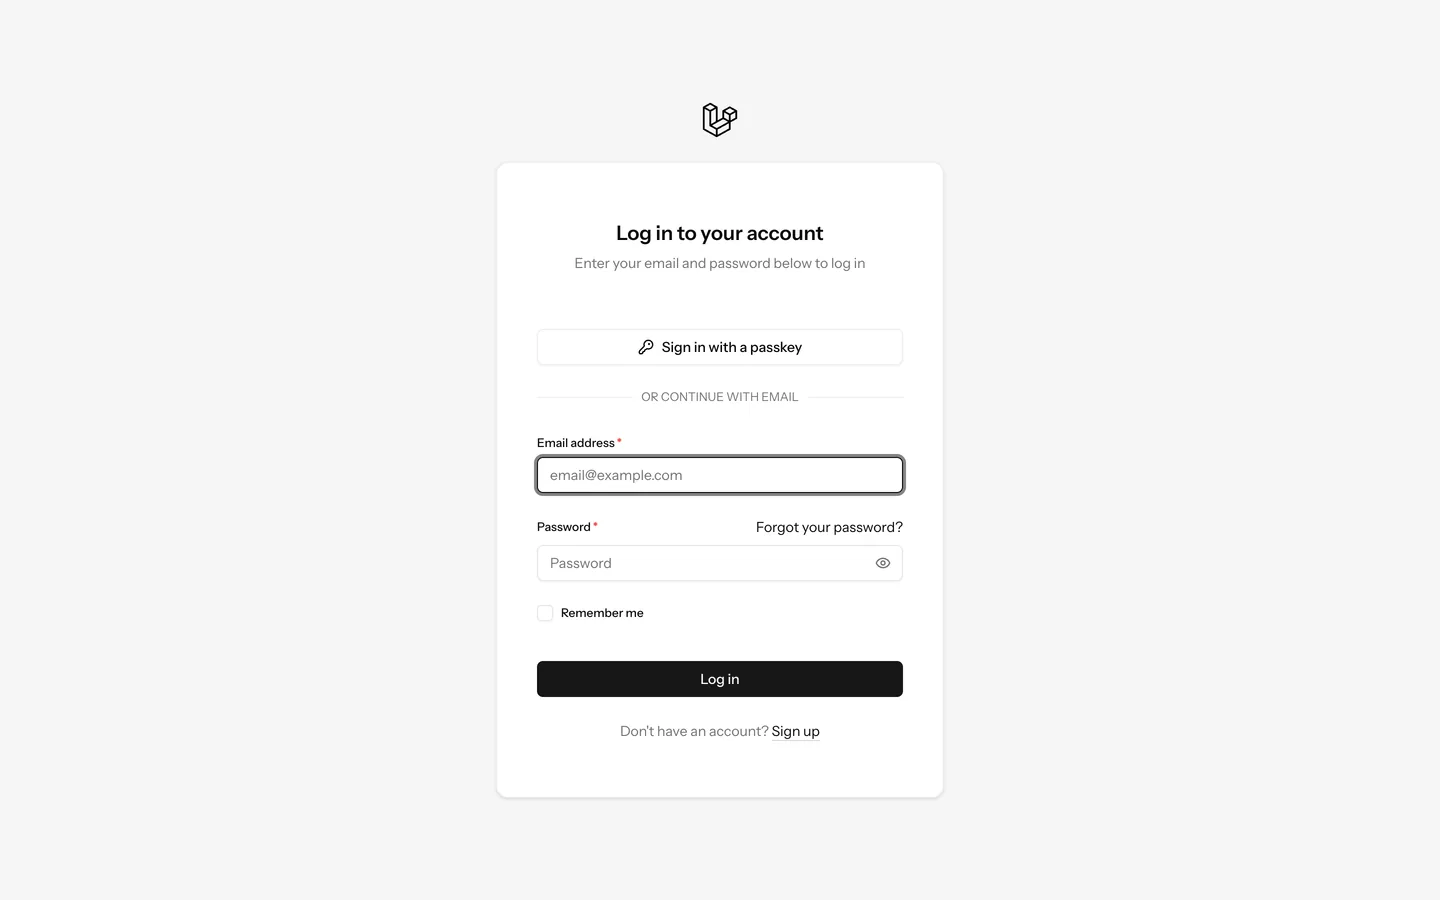 Log in to your account
Enter your email and password below to log in
Sign in with a passkey
OR CONTINUE WITH EMAIL
Email address *
email@example.com
Password * Forgot your password?
Password
Remember me
Log in
Don't have an account? Sign up